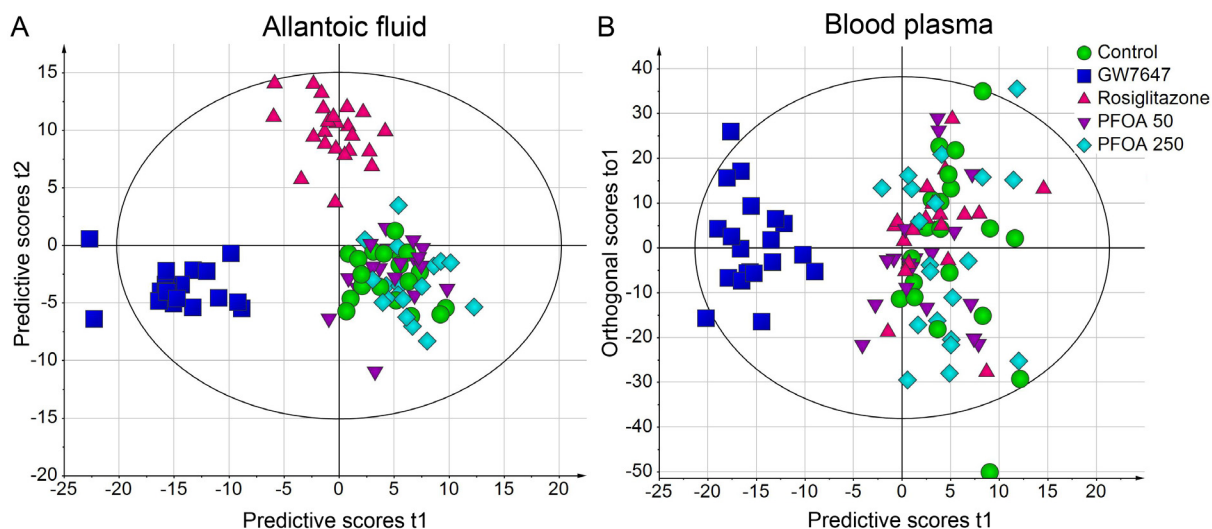 A
Allantoic fluid
15
10
5
0
-5
-10
-15
-20
-25
-20
-15
-10
-5
0
5
10
15
20
Predictive scores t2
Predictive scores t1
B
Blood plasma
Control
GW7647
Rosiglitazone
PFOA 50
PFOA 250
40
30
20
10
0
-10
-20
-30
-40
-50
-25
-20
-15
-10
-5
0
5
10
15
20
Orthogonal scores to1
Predictive scores t1